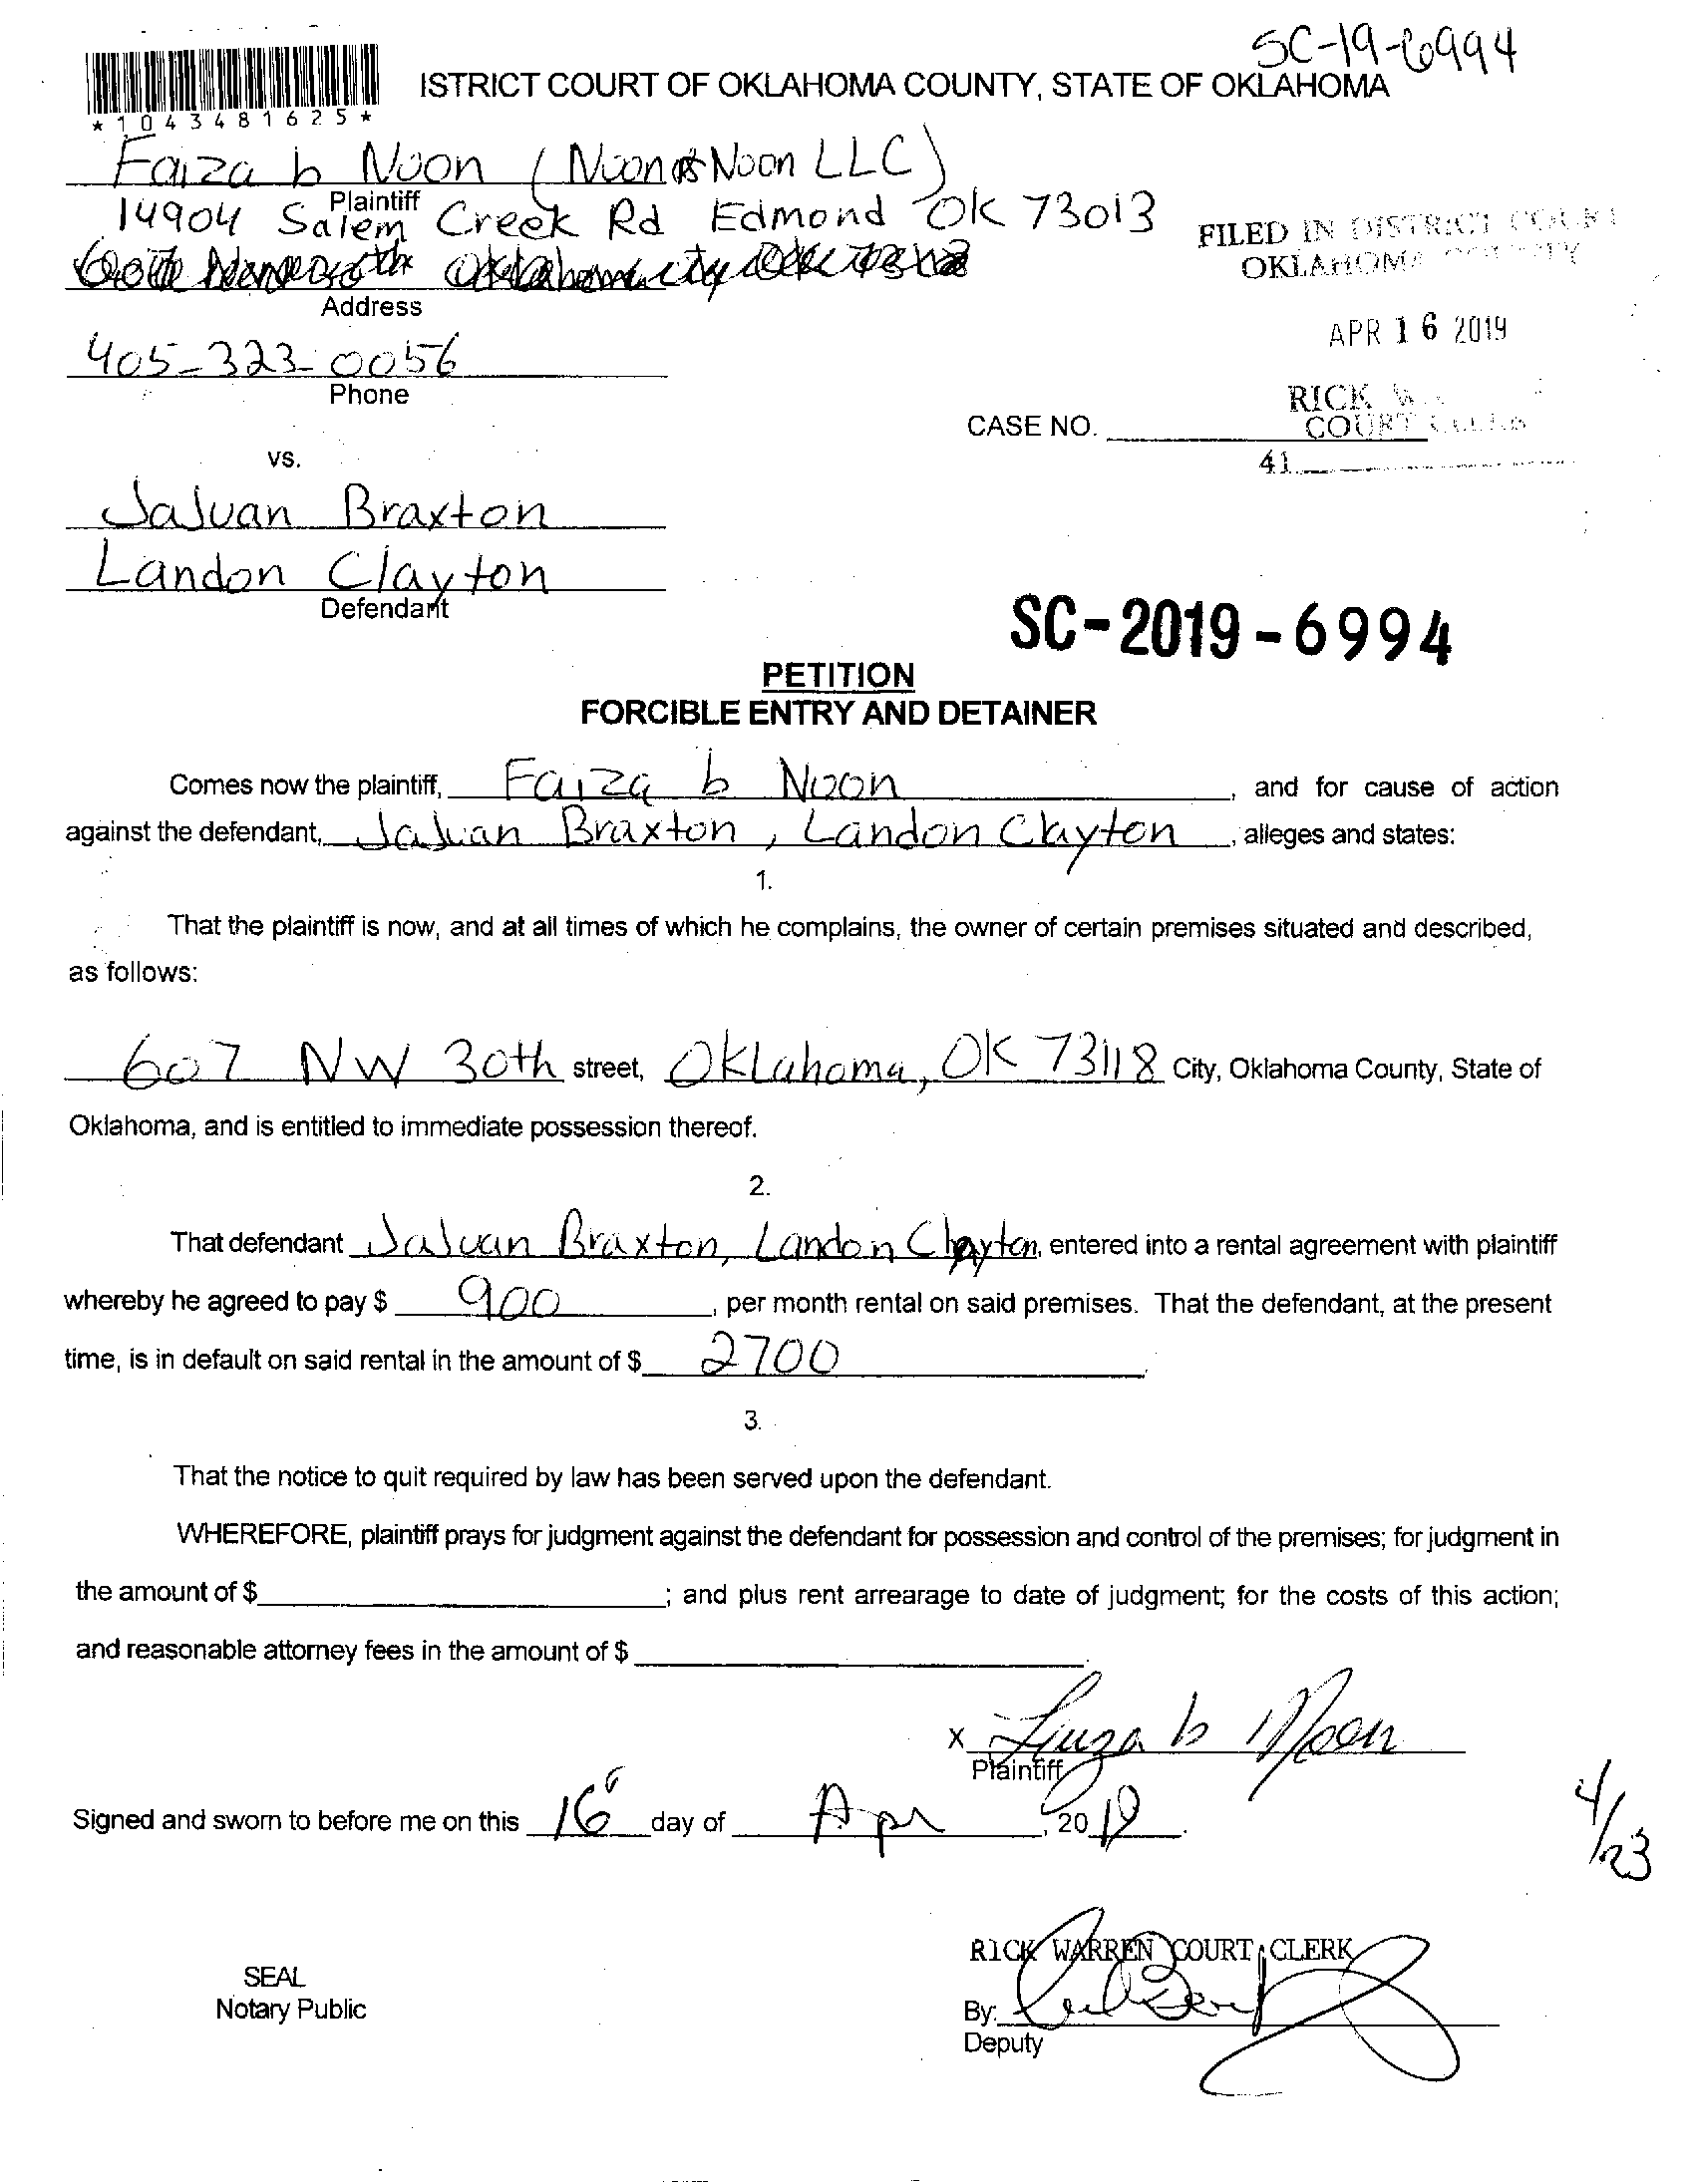 SC-19-6994
ISTRICT COURT OF OKLAHOMA COUNTY, STATE OF OKLAHOMA
*1043481625*
Faiza b Noon (Noon & Noon LLC)
Plaintiff
14904 Salem Creek Rd Edmond OK 73013
FILED IN DISTRICT COURT
OKLAHOMA COUNTY
Address
APR 16 2019
405-323-0056
Phone
RICK
COURT CLERK
CASE NO.
41
vs.
JaJuan Braxton
Landon Clayton
Defendant
SC-2019-6994
PETITION
FORCIBLE ENTRY AND DETAINER
Comes now the plaintiff, Faiza b Noon, and for cause of action
against the defendant, JaJuan Braxton, Landon Clayton, alleges and states:
1.
That the plaintiff is now, and at all times of which he complains, the owner of certain premises situated and described,
as follows:
607 NW 30th street, Oklahoma, OK 73118 City, Oklahoma County, State of
Oklahoma, and is entitled to immediate possession thereof.
2.
That defendant JaJuan Braxton, Landon Clayton, entered into a rental agreement with plaintiff
whereby he agreed to pay $ 900, per month rental on said premises. That the defendant, at the present
time, is in default on said rental in the amount of $ 2700.
3.
That the notice to quit required by law has been served upon the defendant.
WHEREFORE, plaintiff prays for judgment against the defendant for possession and control of the premises; for judgment in
the amount of $ ; and plus rent arrearage to date of judgment; for the costs of this action;
and reasonable attorney fees in the amount of $ .
x Faiza b Noon
Plaintiff
Signed and sworn to before me on this 16 day of Apr, 2019.
4/23
RICK WARREN COURT CLERK
SEAL
Notary Public
By:
Deputy